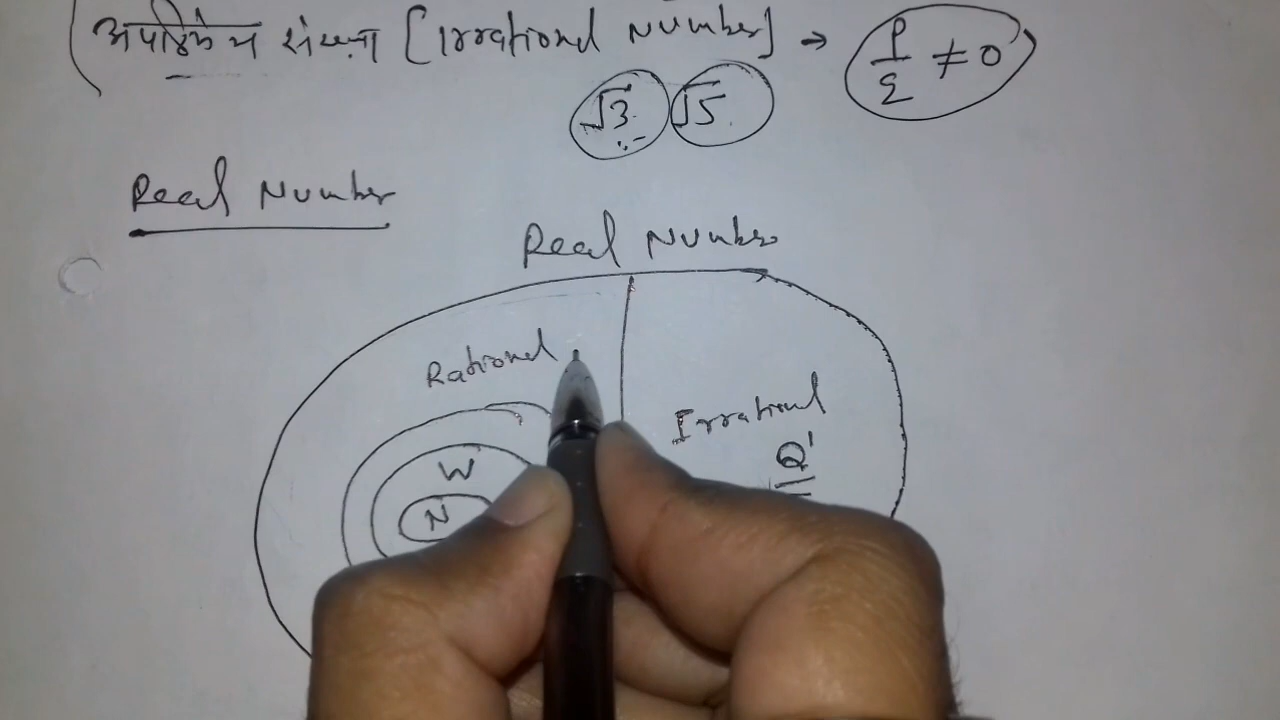 अपरिमेय संख्या [Irrational Number] → p/q ≠ 0
√3 √5
Real Number
Real Number
Rational
Irrational
Q'
W
N